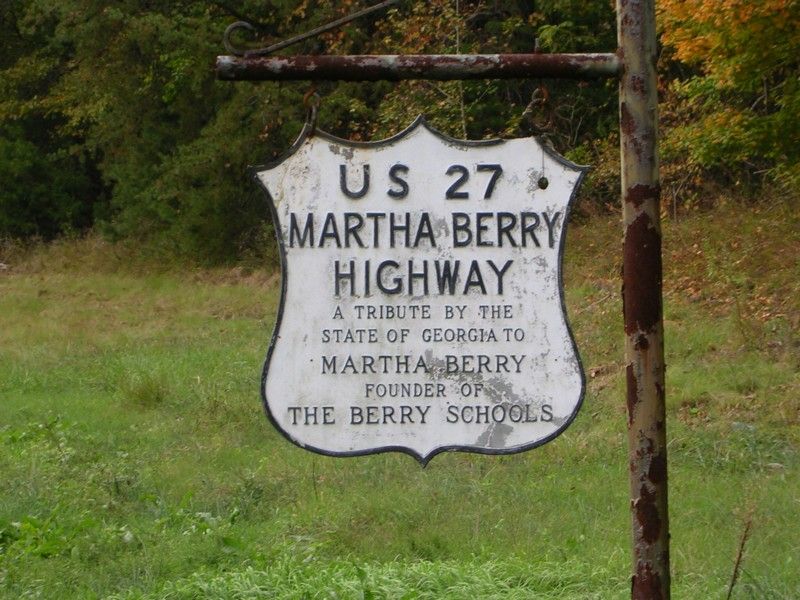 US 27
MARTHA BERRY
HIGHWAY
A TRIBUTE BY THE
STATE OF GEORGIA TO
MARTHA BERRY
FOUNDER OF
THE BERRY SCHOOLS